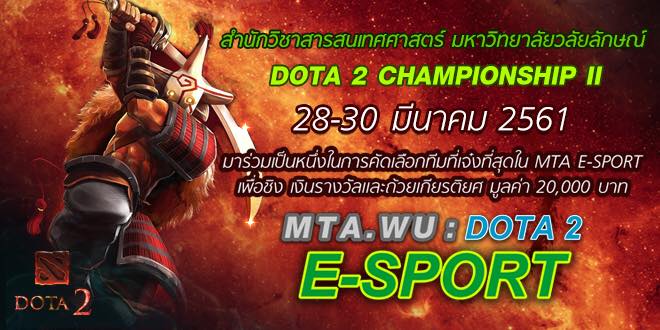 สำนักวิชาสารสนเทศศาสตร์ มหาวิทยาลัยวลัยลักษณ์
DOTA 2 CHAMPIONSHIP II
28-30 มีนาคม 2561
มาร่วมเป็นหนึ่งในการคัดเลือกทีมที่เจ๋งที่สุดใน MTA E-SPORT
เพื่อชิง เงินรางวัลและถ้วยเกียรติยศ มูลค่า 20,000 บาท
MTA.WU : DOTA 2
E-SPORT
DOTA 2